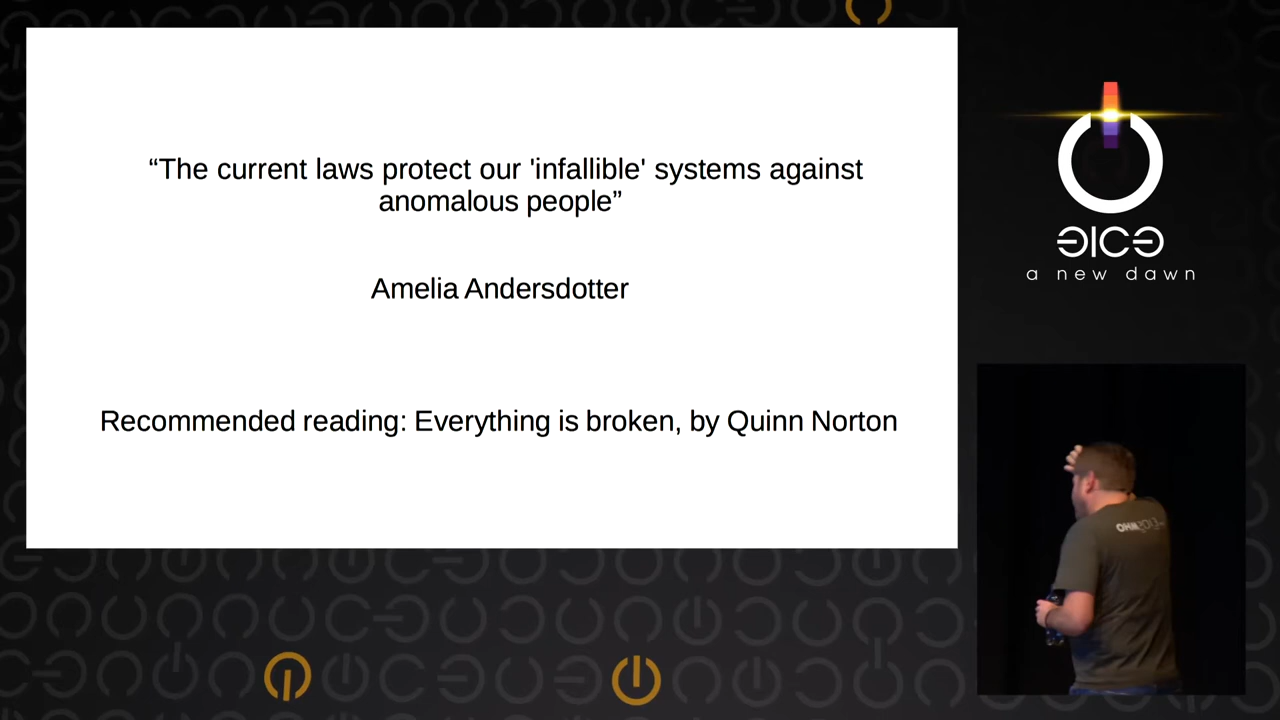 “The current laws protect our 'infallible' systems against
anomalous people”
Amelia Andersdotter
Recommended reading: Everything is broken, by Quinn Norton
a new dawn